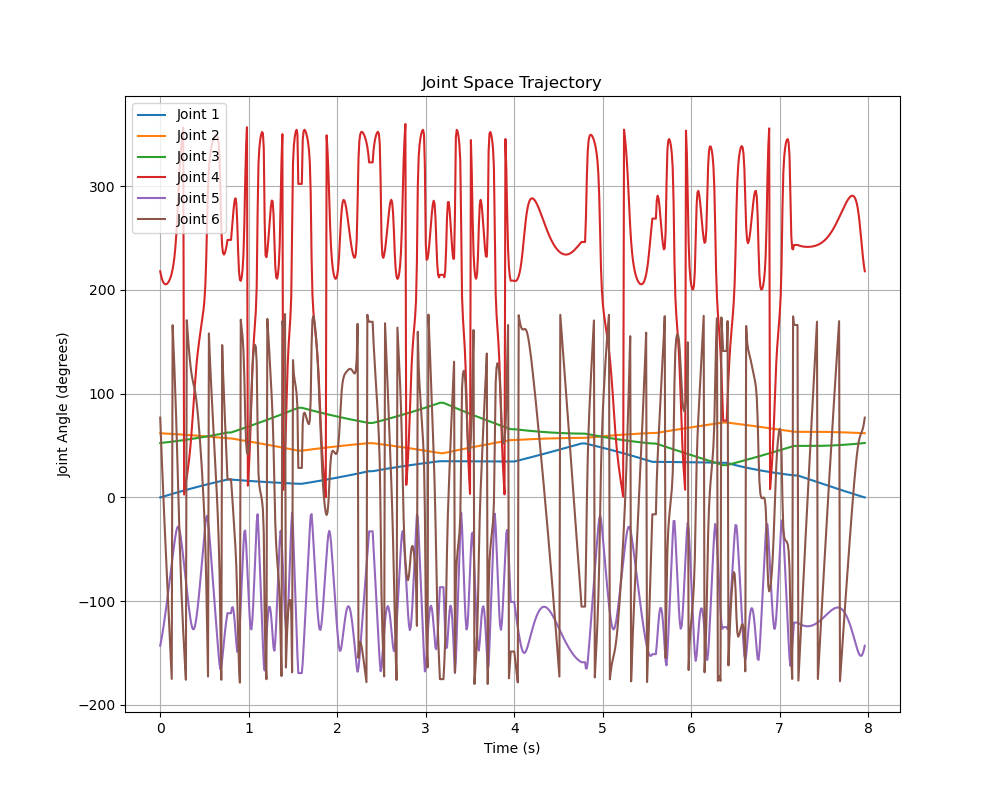 Joint Space Trajectory
Joint 1
Joint 2
Joint 3
Joint 4
Joint 5
Joint 6
300
200
100
0
−100
−200
Joint Angle (degrees)
0 1 2 3 4 5 6 7 8
Time (s)